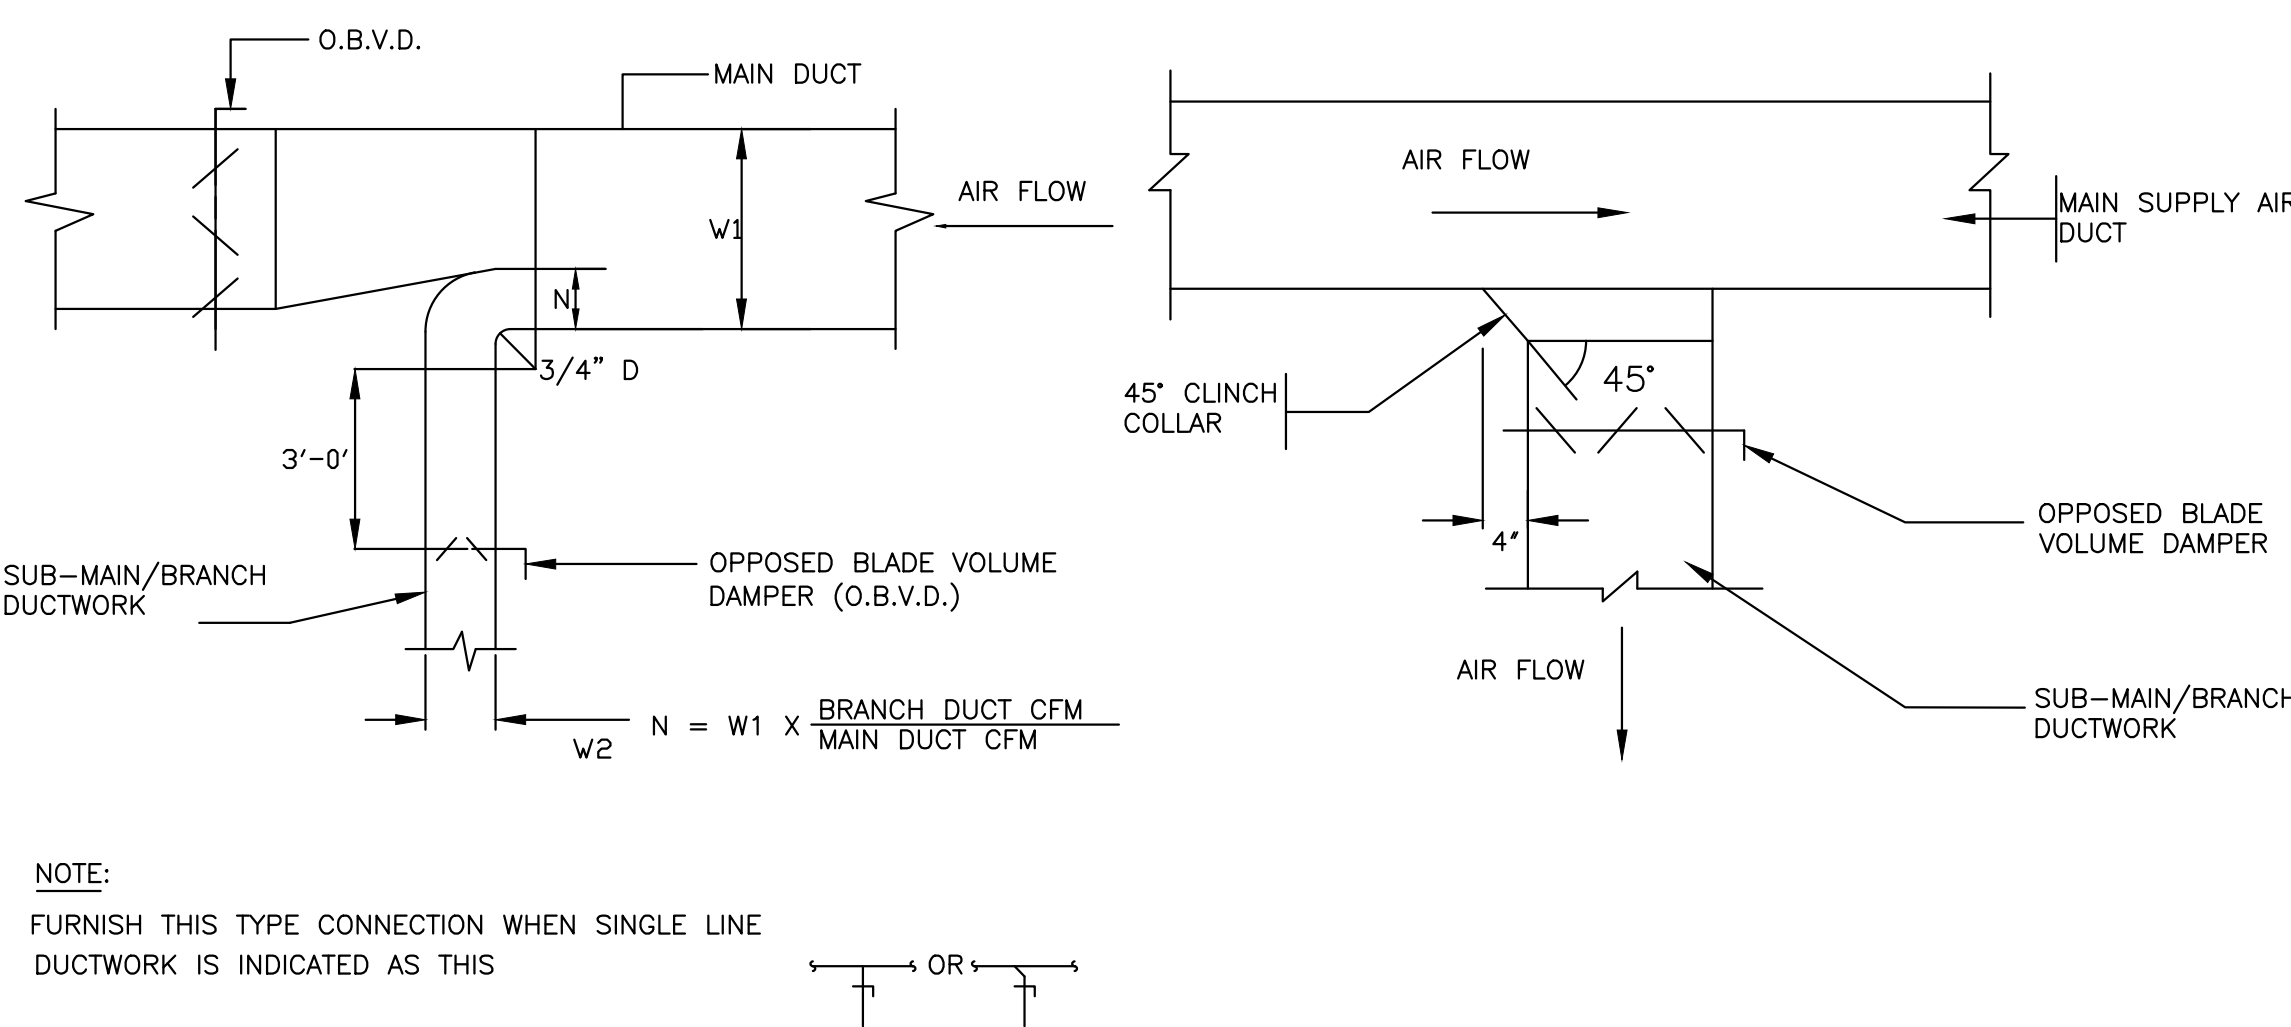 O.B.V.D.
MAIN DUCT
AIR FLOW
W1
N
3/4" D
3'-0'
SUB-MAIN/BRANCH
DUCTWORK
OPPOSED BLADE VOLUME
DAMPER (O.B.V.D.)
W2
N = W1 X BRANCH DUCT CFM
MAIN DUCT CFM
AIR FLOW
MAIN SUPPLY AIR
DUCT
45° CLINCH
COLLAR
45°
4"
OPPOSED BLADE
VOLUME DAMPER
AIR FLOW
SUB-MAIN/BRANCH
DUCTWORK
NOTE:
FURNISH THIS TYPE CONNECTION WHEN SINGLE LINE
DUCTWORK IS INDICATED AS THIS
OR